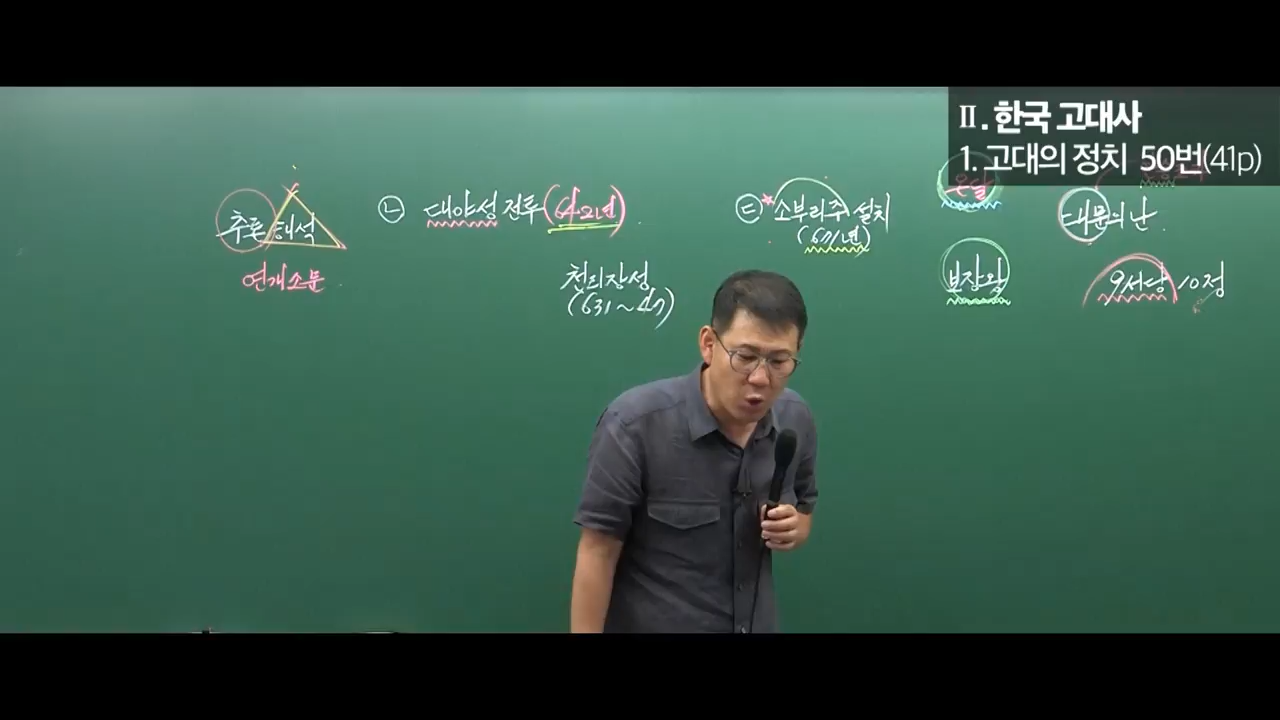 Ⅱ. 한국 고대사
1. 고대의 정치 50번(41p)
추론 해석
연개소문
㉡ 대야성 전투(642년)
천리장성
(631~47)
㉢ *소부리주 설치
(671년)
온달
보장왕
대문의 난
9서당 10정